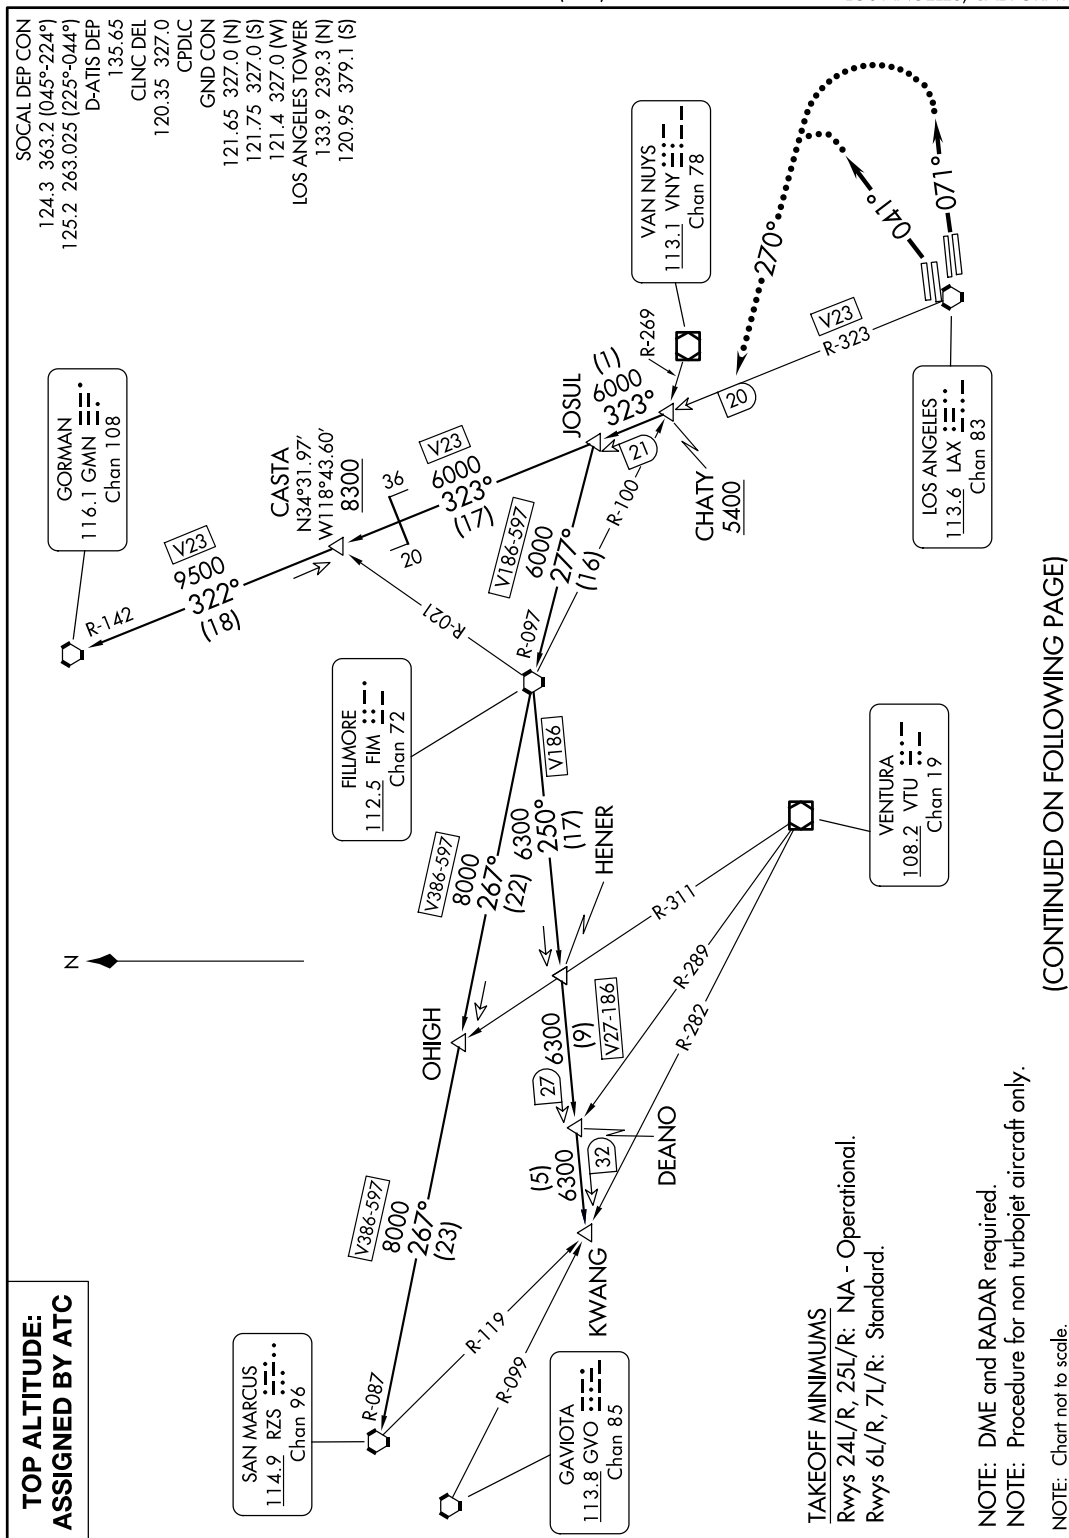 TOP ALTITUDE:
ASSIGNED BY ATC
SOCAL DEP CON
124.3 363.2 (045°-224°)
125.2 263.025 (225°-044°)
D-ATIS DEP
135.65
CLNC DEL
120.35 327.0
CPDLC
GND CON
121.65 327.0 (N)
121.75 327.0 (S)
121.4 327.0 (W)
LOS ANGELES TOWER
133.9 239.3 (N)
120.95 379.1 (S)
GORMAN
116.1 GMN
Chan 108
R-142
V23
9500
322°
(18)
CASTA
N34°31.97'
W118°43.60'
8300
36
20
V23
6000
323°
(17)
JOSUL
(1)
6000
323°
21
R-269
VAN NUYS
113.1 VNY
Chan 78
CHATY
5400
20
270°
V23
R-323
041°
071°
LOS ANGELES
113.6 LAX
Chan 83
R-100
V186-597
6000
277°
(16)
R-097
R-021
FILLMORE
112.5 FIM
Chan 72
V186
6300
250°
(17)
V386-597
8000
267°
(22)
HENER
N
OHIGH
6300
(9)
V27-186
27
DEANO
(5)
6300
32
KWANG
R-311
R-289
R-282
VENTURA
108.2 VTU
Chan 19
V386-597
8000
267°
(23)
R-087
R-119
R-099
SAN MARCUS
114.9 RZS
Chan 96
GAVIOTA
113.8 GVO
Chan 85
TAKEOFF MINIMUMS
Rwys 24L/R, 25L/R: NA - Operational.
Rwys 6L/R, 7L/R: Standard.
NOTE: DME and RADAR required.
NOTE: Procedure for non turbojet aircraft only.
NOTE: Chart not to scale.
(CONTINUED ON FOLLOWING PAGE)